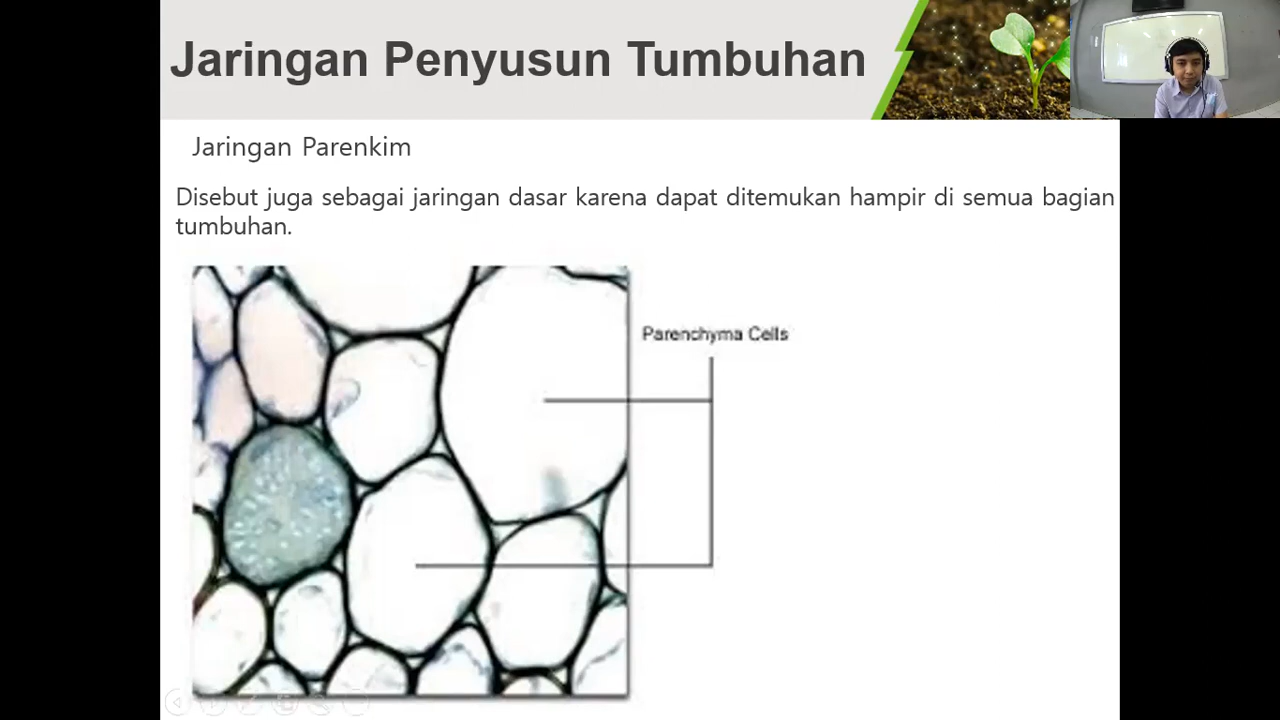 Jaringan Penyusun Tumbuhan
Jaringan Parenkim
Disebut juga sebagai jaringan dasar karena dapat ditemukan hampir di semua bagian
tumbuhan.
Parenchyma Cells